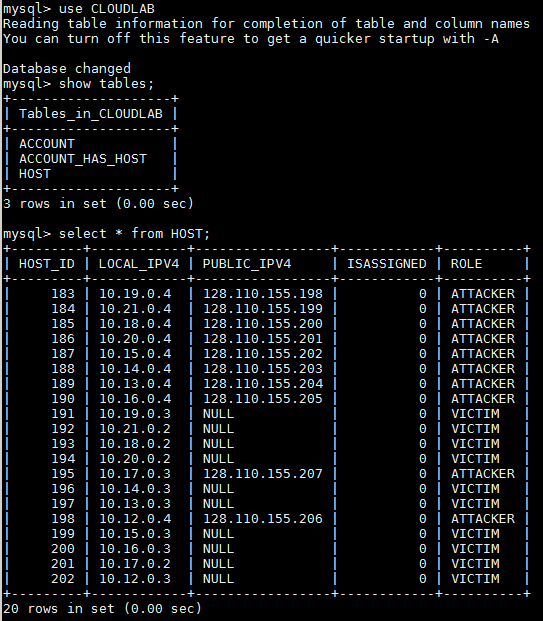 mysql> use CLOUDLAB
Reading table information for completion of table and column names
You can turn off this feature to get a quicker startup with -A

Database changed
mysql> show tables;
+--------------------+
| Tables_in_CLOUDLAB |
+--------------------+
| ACCOUNT            |
| ACCOUNT_HAS_HOST   |
| HOST               |
+--------------------+
3 rows in set (0.00 sec)

mysql> select * from HOST;
+---------+------------+-----------------+------------+----------+
| HOST_ID | LOCAL_IPV4 | PUBLIC_IPV4     | ISASSIGNED | ROLE     |
+---------+------------+-----------------+------------+----------+
|     183 | 10.19.0.4  | 128.110.155.198 |          0 | ATTACKER |
|     184 | 10.21.0.4  | 128.110.155.199 |          0 | ATTACKER |
|     185 | 10.18.0.4  | 128.110.155.200 |          0 | ATTACKER |
|     186 | 10.20.0.4  | 128.110.155.201 |          0 | ATTACKER |
|     187 | 10.15.0.4  | 128.110.155.202 |          0 | ATTACKER |
|     188 | 10.14.0.4  | 128.110.155.203 |          0 | ATTACKER |
|     189 | 10.13.0.4  | 128.110.155.204 |          0 | ATTACKER |
|     190 | 10.16.0.4  | 128.110.155.205 |          0 | ATTACKER |
|     191 | 10.19.0.3  | NULL            |          0 | VICTIM   |
|     192 | 10.21.0.2  | NULL            |          0 | VICTIM   |
|     193 | 10.18.0.2  | NULL            |          0 | VICTIM   |
|     194 | 10.20.0.2  | NULL            |          0 | VICTIM   |
|     195 | 10.17.0.3  | 128.110.155.207 |          0 | ATTACKER |
|     196 | 10.14.0.3  | NULL            |          0 | VICTIM   |
|     197 | 10.13.0.3  | NULL            |          0 | VICTIM   |
|     198 | 10.12.0.4  | 128.110.155.206 |          0 | ATTACKER |
|     199 | 10.15.0.3  | NULL            |          0 | VICTIM   |
|     200 | 10.16.0.3  | NULL            |          0 | VICTIM   |
|     201 | 10.17.0.2  | NULL            |          0 | VICTIM   |
|     202 | 10.12.0.3  | NULL            |          0 | VICTIM   |
+---------+------------+-----------------+------------+----------+
20 rows in set (0.00 sec)